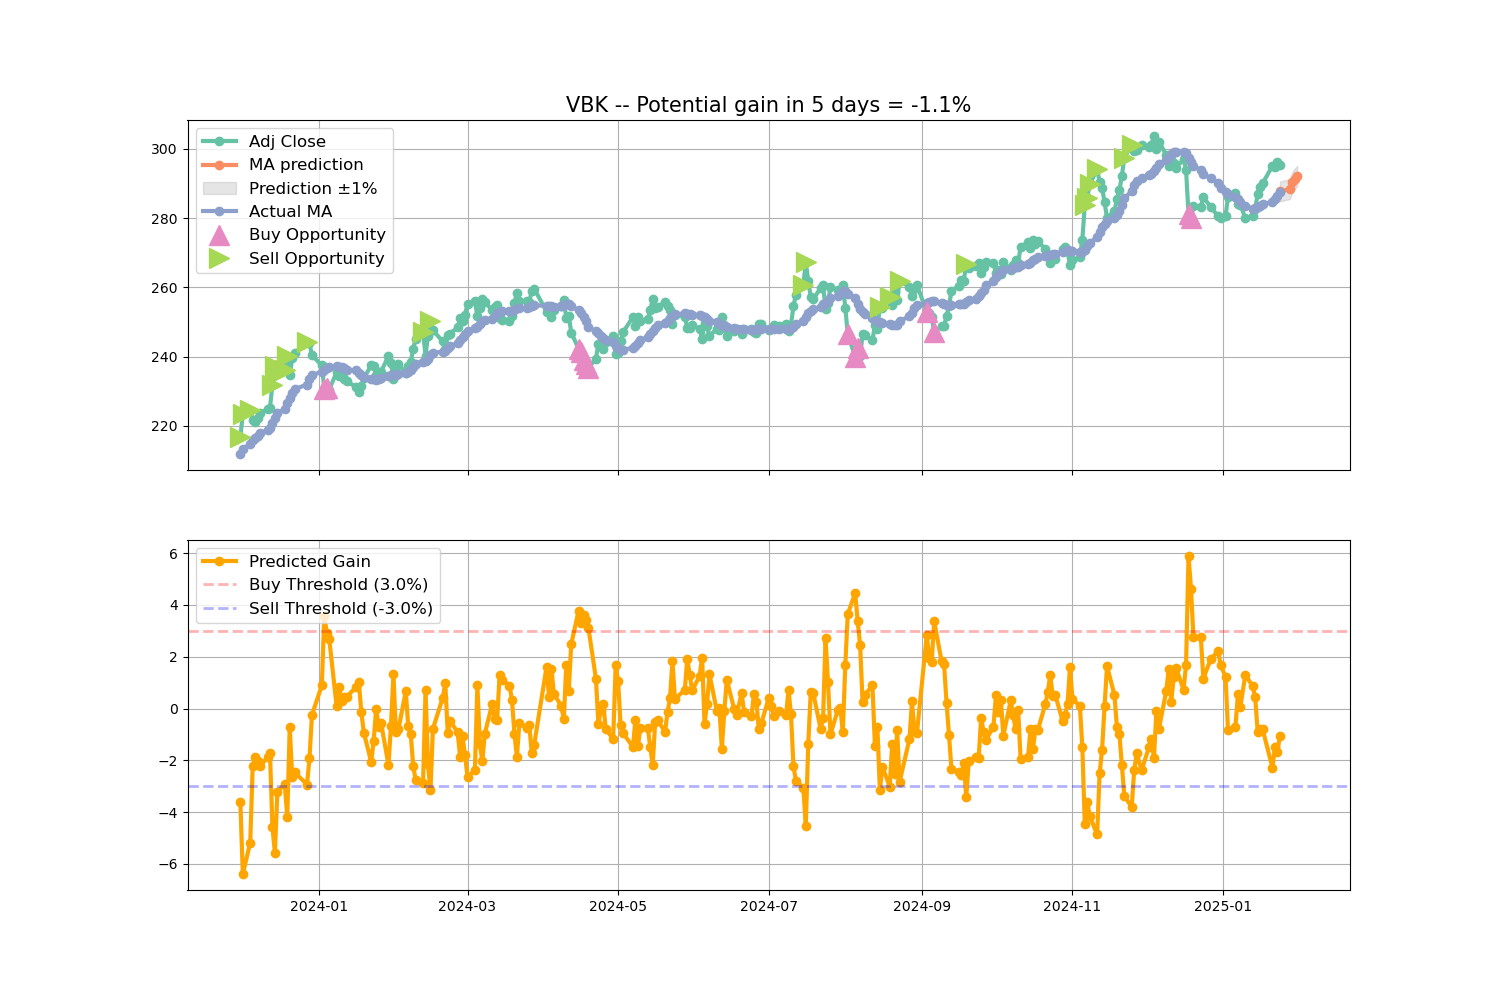 VBK -- Potential gain in 5 days = -1.1%
Adj Close
MA prediction
Prediction ±1%
Actual MA
Buy Opportunity
Sell Opportunity
300
280
260
240
220
Predicted Gain
Buy Threshold (3.0%)
Sell Threshold (-3.0%)
6
4
2
0
−2
−4
−6
2024-01
2024-03
2024-05
2024-07
2024-09
2024-11
2025-01